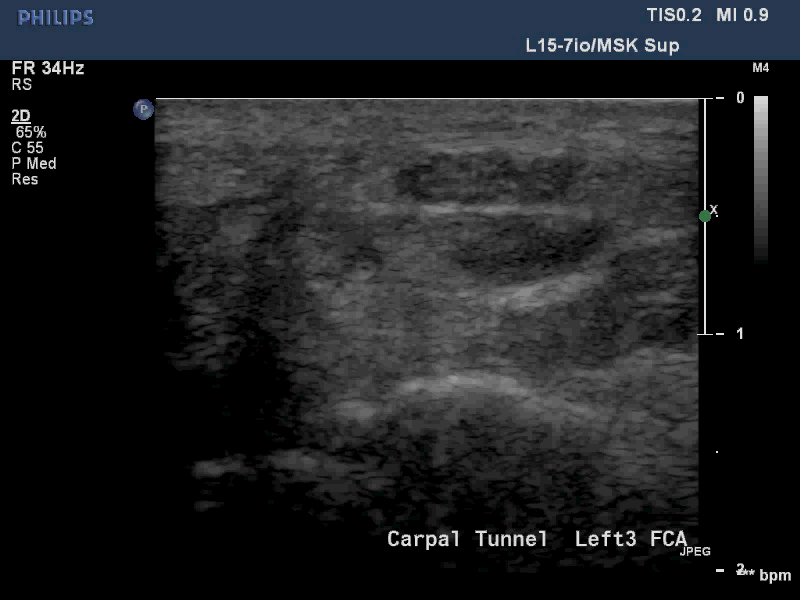 PHILIPS
TIS0.2 MI 0.9
L15-7io/MSK Sup
FR 34Hz
RS
M4
2D
65%
C 55
P Med
Res
P
0
X
1
Carpal Tunnel Left3 FCA
JPEG
2
*** bpm